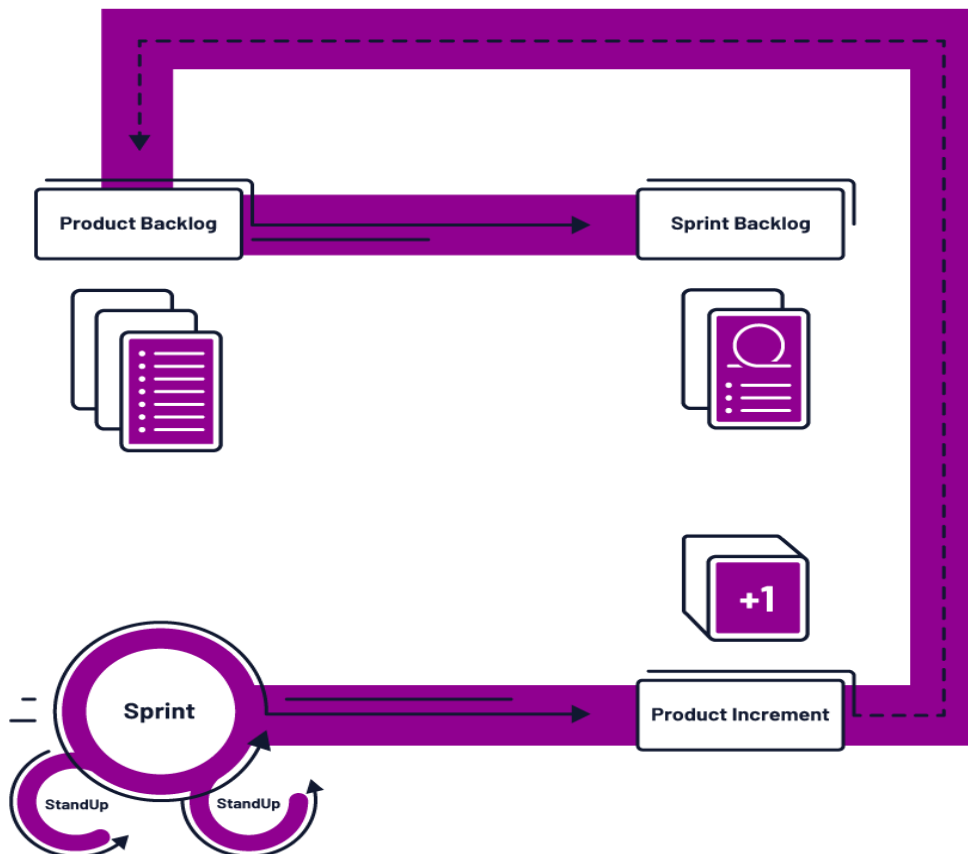 Product Backlog
Sprint Backlog
+1
Sprint
Product Increment
StandUp
StandUp